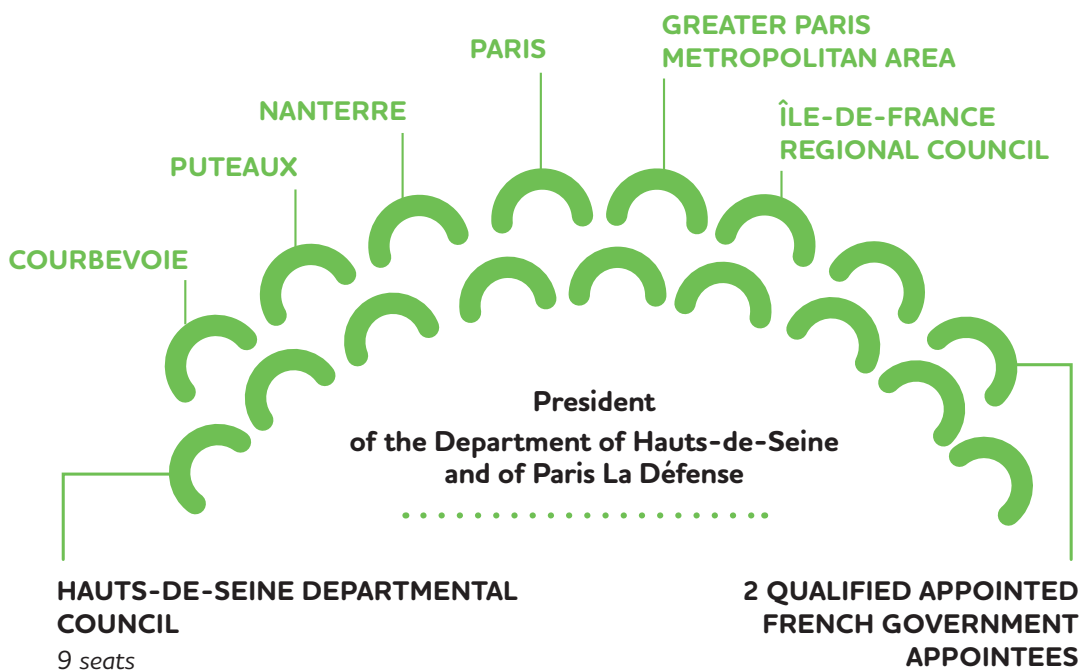 GREATER PARIS
METROPOLITAN AREA
PARIS
NANTERRE
ÎLE-DE-FRANCE
REGIONAL COUNCIL
PUTEAUX
COURBEVOIE
President
of the Department of Hauts-de-Seine
and of Paris La Défense
HAUTS-DE-SEINE DEPARTMENTAL
COUNCIL
9 seats
2 QUALIFIED APPOINTED
FRENCH GOVERNMENT
APPOINTEES